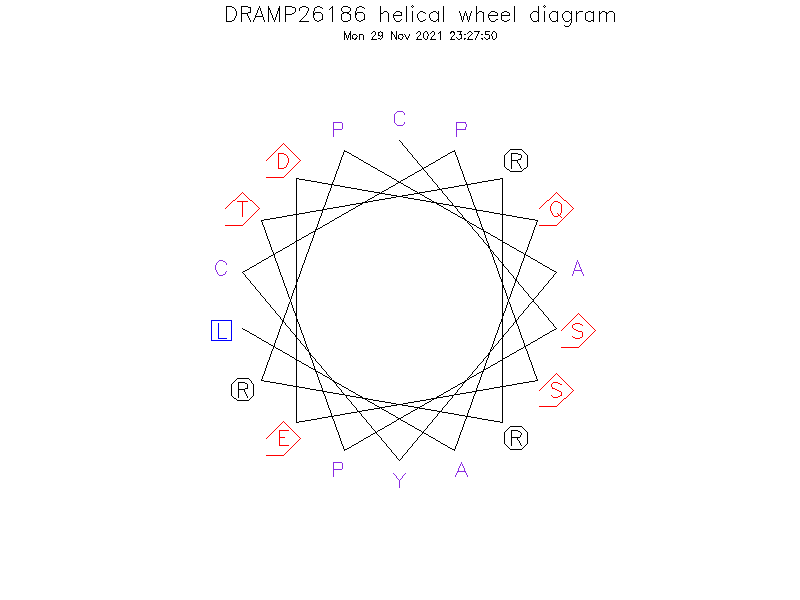 DRAMP26186 helical wheel diagram
Mon 29 Nov 2021 23:27:50
P C P
D R
T Q
C A
L S
R S
E R
P Y A